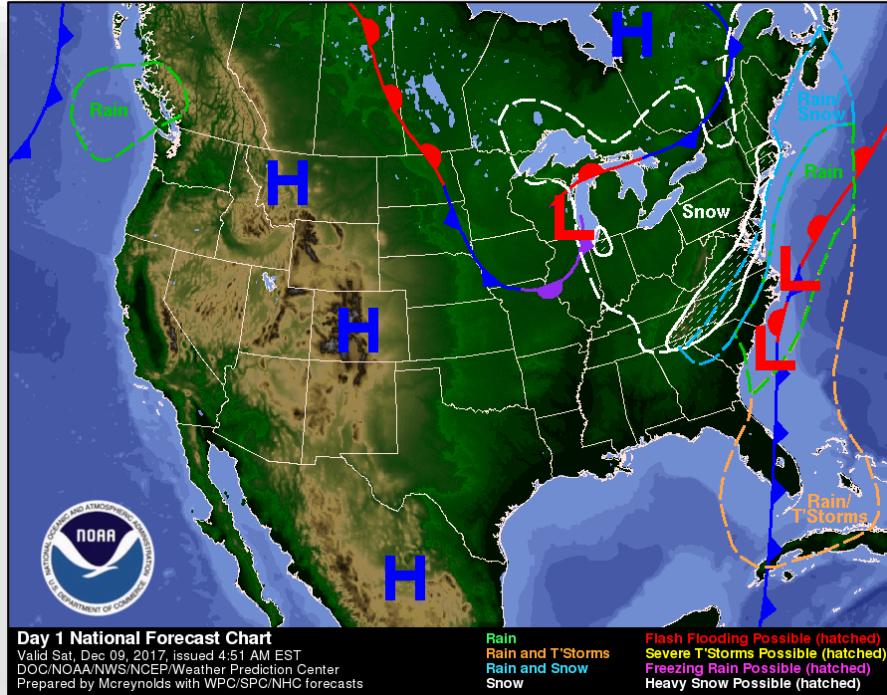 H
Rain
Rain/
Snow
Rain
H
L
Snow
L
H
L
Rain/
T'Storms
H
NOAA
NATIONAL OCEANIC AND ATMOSPHERIC ADMINISTRATION
U.S. DEPARTMENT OF COMMERCE
Day 1 National Forecast Chart
Valid Sat, Dec 09, 2017, issued 4:51 AM EST
DOC/NOAA/NWS/NCEP/Weather Prediction Center
Prepared by Mcreynolds with WPC/SPC/NHC forecasts
Rain
Rain and T'Storms
Rain and Snow
Snow
Flash Flooding Possible (hatched)
Severe T'Storms Possible (hatched)
Freezing Rain Possible (hatched)
Heavy Snow Possible (hatched)